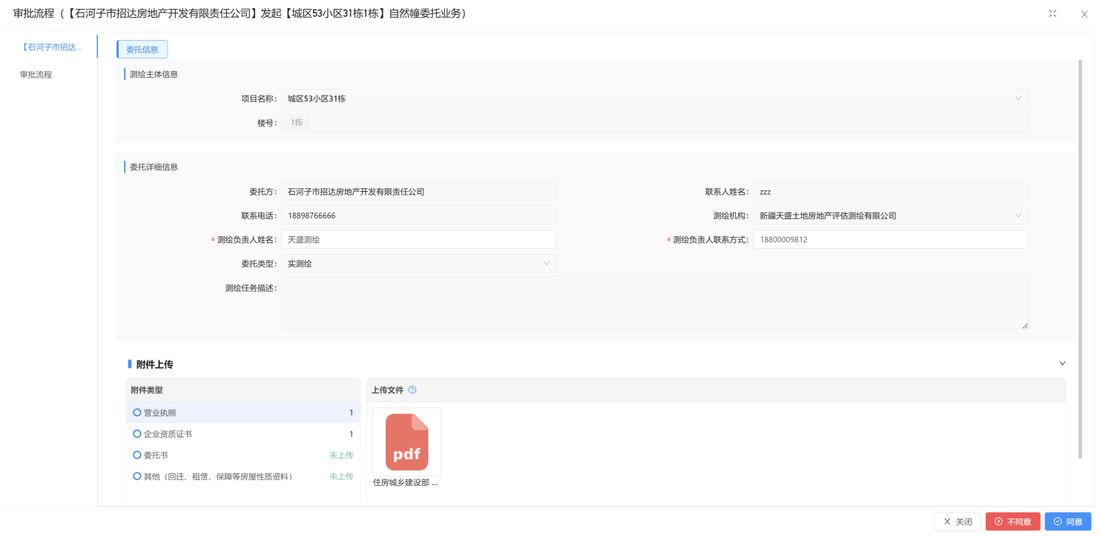 审批流程（【石河子市招达房地产开发有限责任公司】发起【城区53小区31栋1栋】自然幢委托业务）
【石河子市招达...
审批流程
委托信息
测绘主体信息
项目名称： 城区53小区31栋
楼号： 1栋
委托详细信息
委托方： 石河子市招达房地产开发有限责任公司 联系人姓名： zzz
联系电话： 18898766666 测绘机构： 新疆天盛土地房地产评估测绘有限公司
* 测绘负责人姓名： 天盛测绘 * 测绘负责人联系方式： 18800009812
委托类型： 实测绘
测绘任务描述：
附件上传
附件类型 上传文件
营业执照 1
企业资质证书 1
委托书 未上传
其他（回迁、租赁、保障等房屋性质资料） 未上传
pdf
住房城乡建设部 ...
关闭 不同意 同意